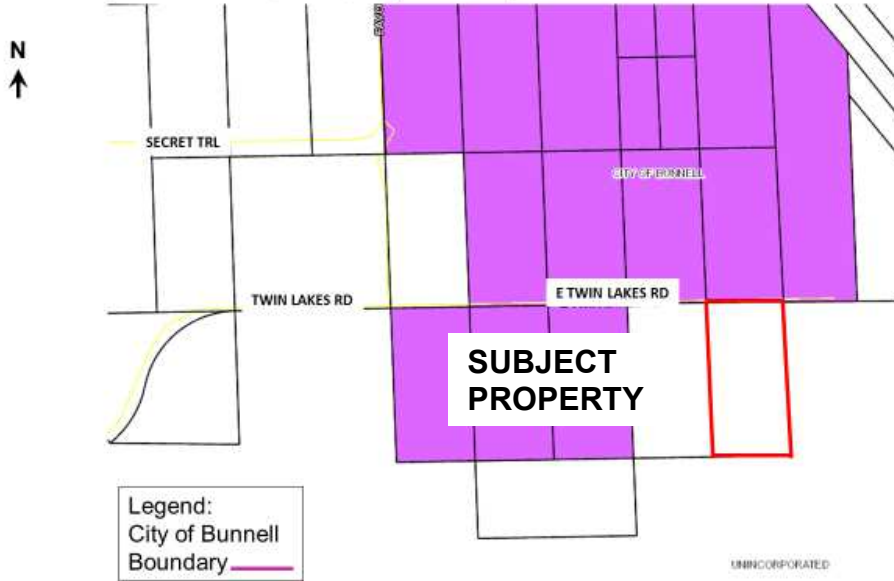 N
SECRET TRL
CITY OF BUNNELL
TWIN LAKES RD
E TWIN LAKES RD
SUBJECT
PROPERTY
Legend:
City of Bunnell
Boundary
UNINCORPORATED